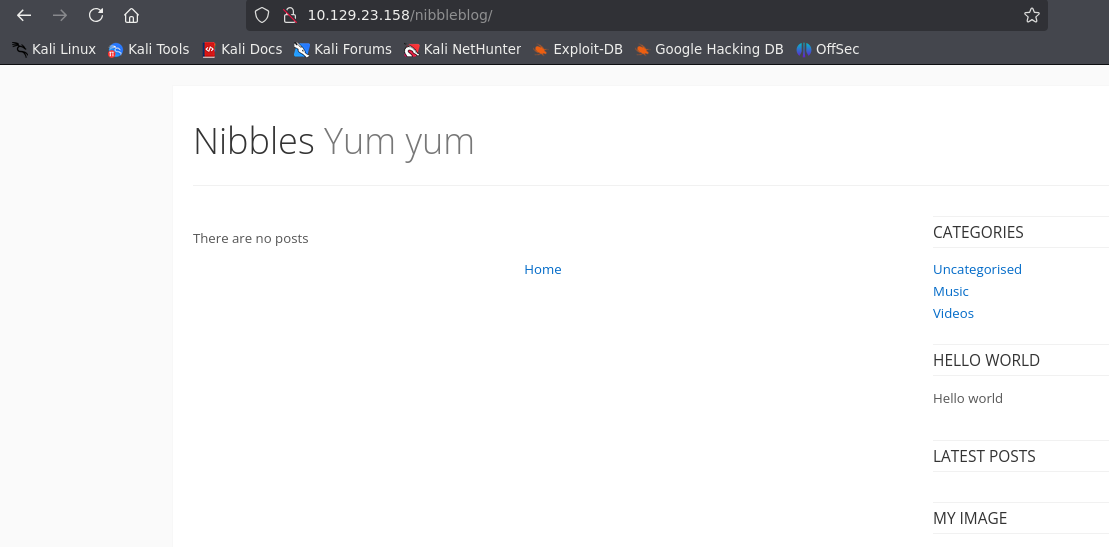 10.129.23.158/nibbleblog/
Kali Linux Kali Tools Kali Docs Kali Forums Kali NetHunter Exploit-DB Google Hacking DB OffSec
Nibbles Yum yum
There are no posts
Home
CATEGORIES
Uncategorised
Music
Videos
HELLO WORLD
Hello world
LATEST POSTS
MY IMAGE